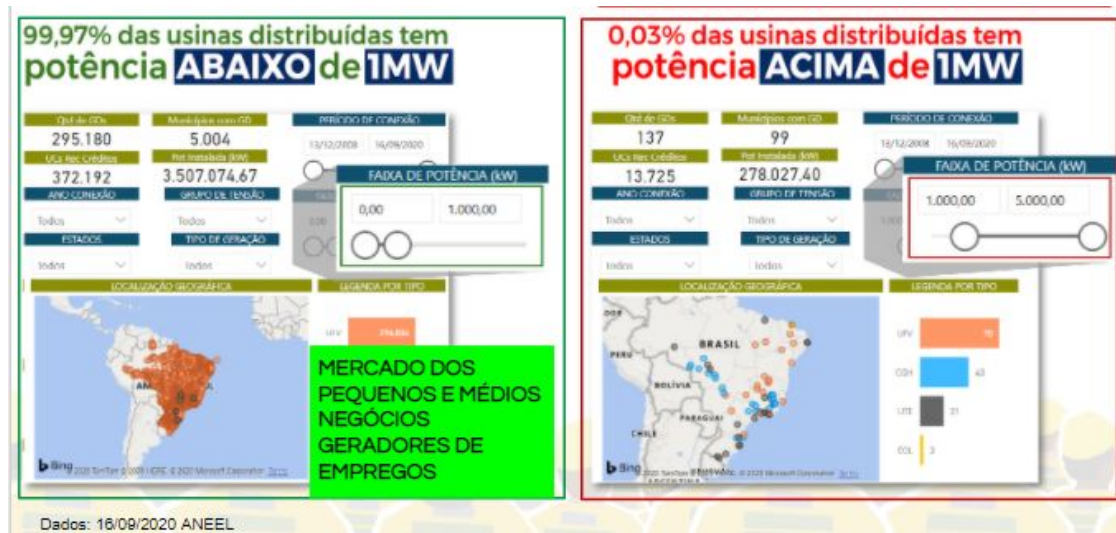 99,97% das usinas distribuídas tem
potência ABAIXO de 1MW
Qtd de GDs
Municípios com GD
PERÍODO DE CONEXÃO
295.180
5.004
13/12/2008
16/09/2020
UCs Rec Créditos
Pot Instalada (kW)
372.192
3.507.074,67
FAIXA DE POTÊNCIA (kW)
ANO CONEXÃO
GRUPO DE TENSÃO
0,00
1.000,00
Todos
Todos
ESTADOS
TIPO DE GERAÇÃO
Todos
Todos
LOCALIZAÇÃO GEOGRÁFICA
LEGENDA POR TIPO
UFV
MERCADO DOS
PEQUENOS E MÉDIOS
NEGÓCIOS
GERADORES DE
EMPREGOS
Bing
0,03% das usinas distribuídas tem
potência ACIMA de 1MW
Qtd de GDs
Municípios com GD
PERÍODO DE CONEXÃO
137
99
13/12/2008
16/09/2020
UCs Rec Créditos
Pot Instalada (kW)
13.725
278.027,40
FAIXA DE POTÊNCIA (kW)
ANO CONEXÃO
GRUPO DE TENSÃO
1.000,00
5.000,00
Todos
Todos
ESTADOS
TIPO DE GERAÇÃO
Todos
Todos
LOCALIZAÇÃO GEOGRÁFICA
LEGENDA POR TIPO
BRASIL
PERU
BOLÍVIA
PARAGUAI
CHILE
UFV
CGH
43
UTE
21
EOL
3
Bing
Dados: 16/09/2020 ANEEL